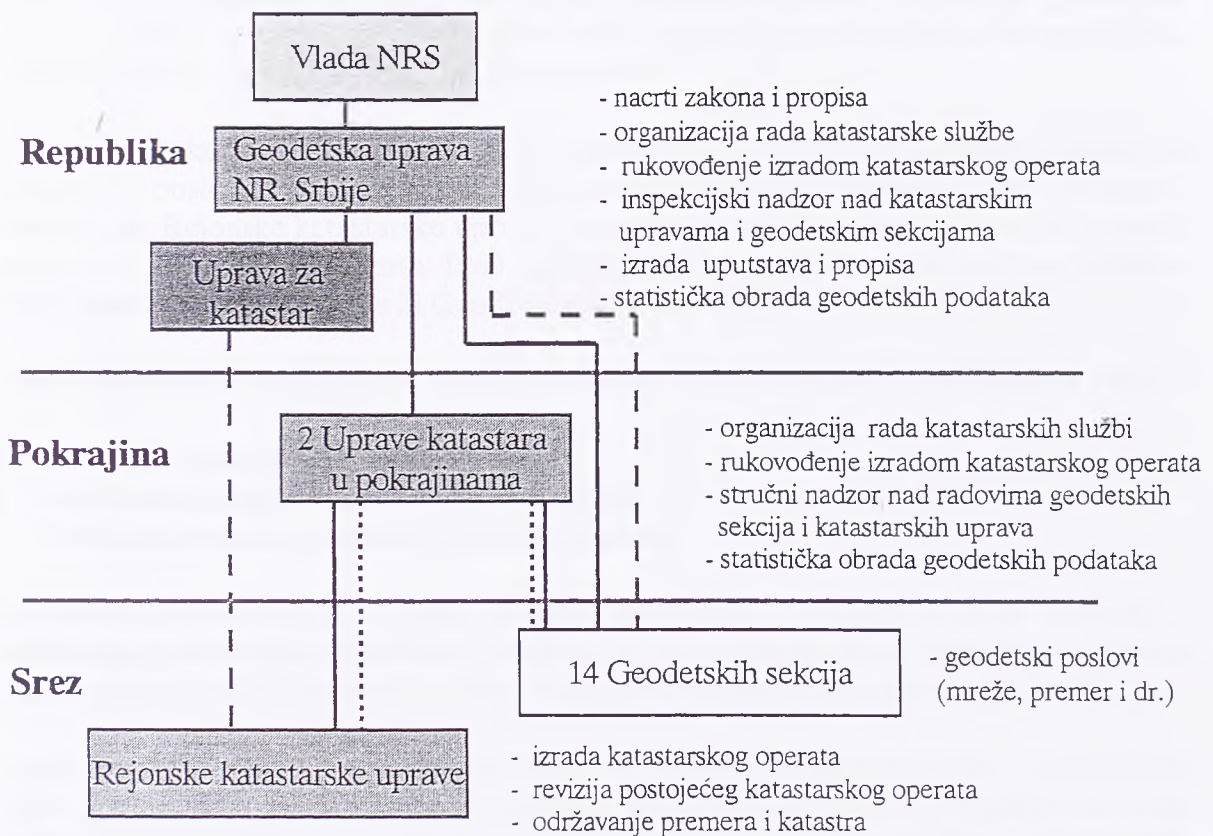 Vlada NRS
Republika
Geodetska uprava
NR. Srbije
Uprava za
katastar
- nacrti zakona i propisa
- organizacija rada katastarske službe
- rukovođenje izradom katastarskog operata
- inspekcijski nadzor nad katastarskim
upravama i geodetskim sekcijama
- izrada uputstava i propisa
- statistička obrada geodetskih podataka
Pokrajina
2 Uprave katastara
u pokrajinama
- organizacija rada katastarskih službi
- rukovođenje izradom katastarskog operata
- stručni nadzor nad radovima geodetskih
sekcija i katastarskih uprava
- statistička obrada geodetskih podataka
Srez
14 Geodetskih sekcija
- geodetski poslovi
(mreže, premer i dr.)
Rejonske katastarske uprave
- izrada katastarskog operata
- revizija postojećeg katastarskog operata
- održavanje premera i katastra